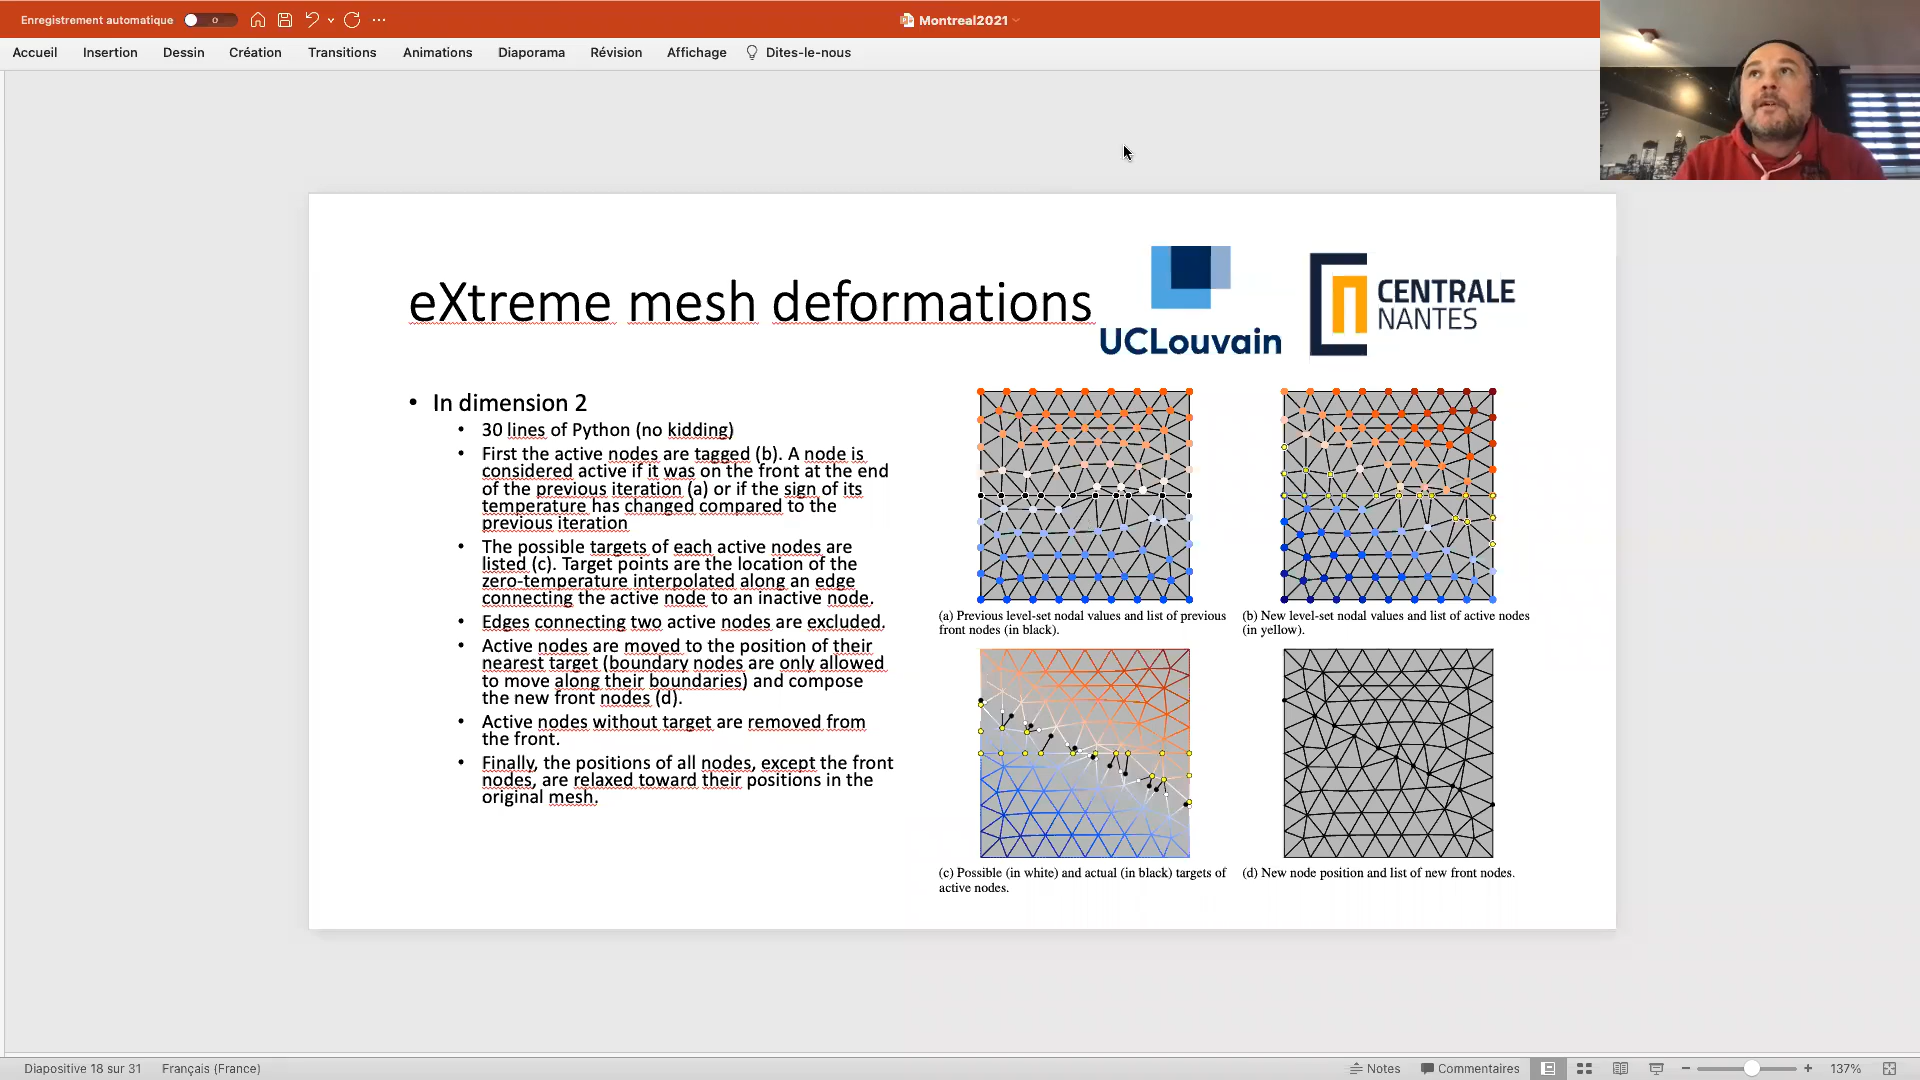 Enregistrement automatique
Montreal2021
Accueil Insertion Dessin Création Transitions Animations Diaporama Révision Affichage Dites-le-nous
eXtreme mesh deformations
UCLouvain
CENTRALE
NANTES
• In dimension 2
• 30 lines of Python (no kidding)
• First the active nodes are tagged (b). A node is
considered active if it was on the front at the end
of the previous iteration (a) or if the sign of its
temperature has changed compared to the
previous iteration
• The possible targets of each active nodes are
listed (c). Target points are the location of the
zero-temperature interpolated along an edge
connecting the active node to an inactive node.
• Edges connecting two active nodes are excluded.
• Active nodes are moved to the position of their
nearest target (boundary nodes are only allowed
to move along their boundaries) and compose
the new front nodes (d).
• Active nodes without target are removed from
the front.
• Finally, the positions of all nodes, except the front
nodes, are relaxed toward their positions in the
original mesh.
(a) Previous level-set nodal values and list of previous
front nodes (in black).
(b) New level-set nodal values and list of active nodes
(in yellow).
(c) Possible (in white) and actual (in black) targets of
active nodes.
(d) New node position and list of new front nodes.
Diapositive 18 sur 31 Français (France) Notes Commentaires 137%